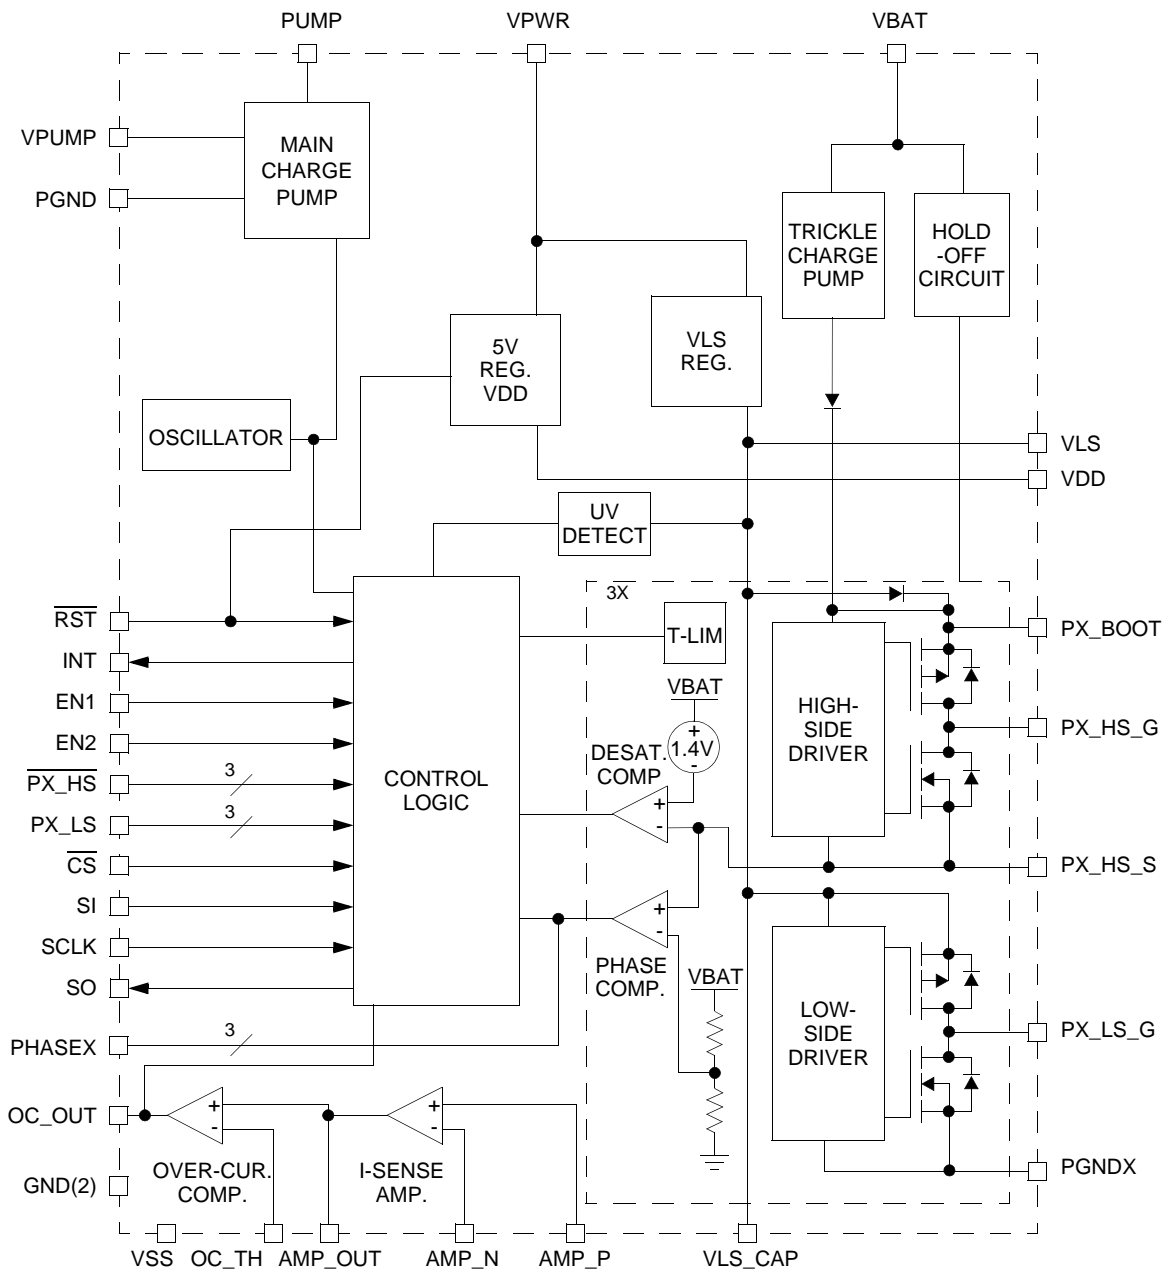 PUMP
VPWR
VBAT
VPUMP
PGND
MAIN
CHARGE
PUMP
TRICKLE
CHARGE
PUMP
HOLD
-OFF
CIRCUIT
5V
REG.
VDD
VLS
REG.
OSCILLATOR
VLS
VDD
UV
DETECT
3X
RST
INT
EN1
EN2
PX_HS
3
PX_LS
3
CS
SI
SCLK
SO
PHASEX
3
OC_OUT
GND(2)
CONTROL
LOGIC
T-LIM
VBAT
+
1.4V
-
DESAT.
COMP
+
-
+
-
PHASE
COMP.
VBAT
HIGH-
SIDE
DRIVER
LOW-
SIDE
DRIVER
PX_BOOT
PX_HS_G
PX_HS_S
PX_LS_G
PGNDX
+
-
OVER-CUR.
COMP.
+
-
I-SENSE
AMP.
VSS
OC_TH
AMP_OUT
AMP_N
AMP_P
VLS_CAP